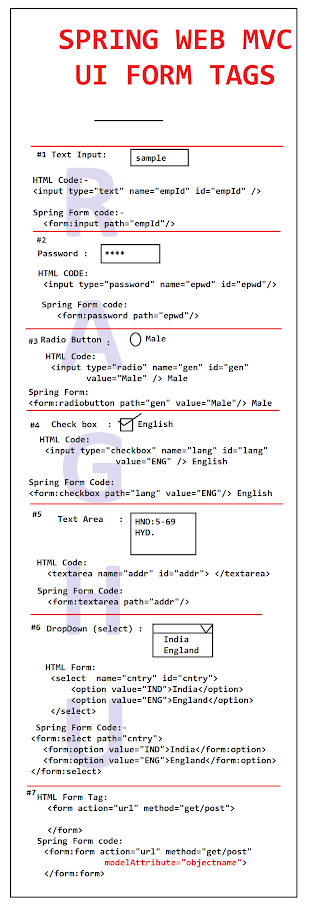 SPRING WEB MVC
UI FORM TAGS
#1 Text Input: sample
HTML Code:-
<input type="text" name="empId" id="empId" />
Spring Form code:-
<form:input path="empId"/>
#2
Password : ****
HTML CODE:
<input type="password" name="epwd" id="epwd"/>
Spring Form code:
<form:password path="epwd"/>
#3 Radio Button : Male
HTML Code:
<input type="radio" name="gen" id="gen"
value="Male" /> Male
Spring Form:
<form:radiobutton path="gen" value="Male"/> Male
#4 Check box : English
HTML Code:
<input type="checkbox" name="lang" id="lang"
value="ENG" /> English
Spring Form Code:
<form:checkbox path="lang" value="ENG"/> English
#5
Text Area : HNO:5-69
HYD.
HTML Code:
<textarea name="addr" id="addr"> </textarea>
Spring Form Code:
<form:textarea path="addr"/>
#6 DropDown (select) :
India
England
HTML Form:
<select name="cntry" id="cntry">
<option value="IND">India</option>
<option value="ENG">England</option>
</select>
Spring Form Code:-
<form:select path="cntry">
<form:option value="IND">India</form:option>
<form:option value="ENG">England</form:option>
</form:select>
#7
HTML Form Tag:
<form action="url" method="get/post">
</form>
Spring Form code:
<form:form action="url" method="get/post"
modelAttribute="objectname">
</form:form>
RAGHU